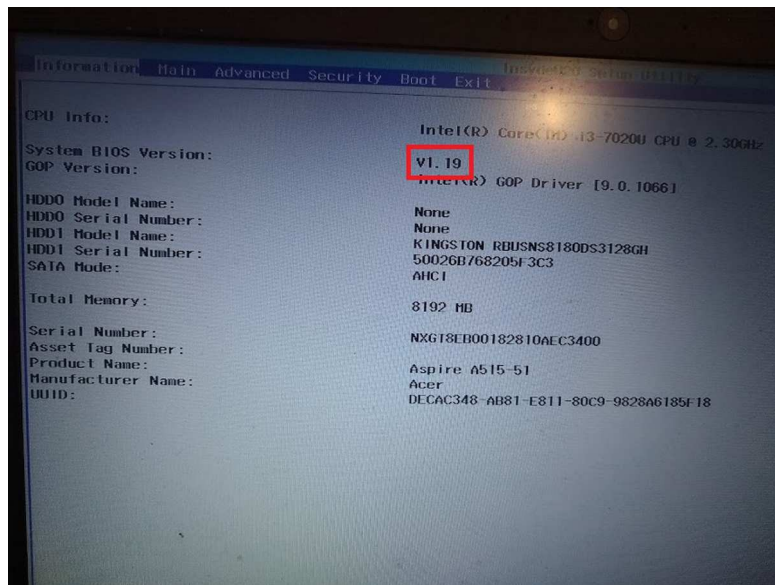 InsydeH2O Setup Utility
Information Main Advanced Security Boot Exit
CPU Info: Intel(R) Core(TM) i3-7020U CPU @ 2.30GHz
System BIOS Version: V1.19
GOP Version: Intel(R) GOP Driver [9.0.1066]
HDD0 Model Name: None
HDD0 Serial Number: None
HDD1 Model Name: KINGSTON RBUSNS8180DS3128GH
HDD1 Serial Number: 50026B768205F3C3
SATA Mode: AHCI
Total Memory: 8192 MB
Serial Number: NXGT8EB00182810AEC3400
Asset Tag Number:
Product Name: Aspire A515-51
Manufacturer Name: Acer
UUID: DECAC348-AB81-E811-80C9-9828A6185F18